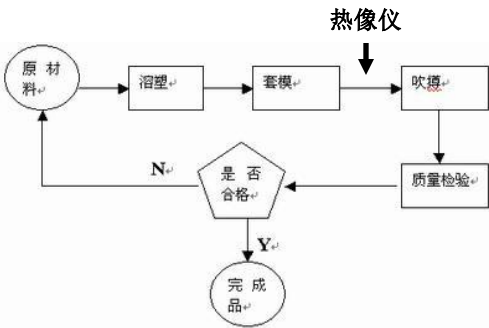 热像仪
原 材
料
溶塑
套模
吹塑
质量检验
是 否
合格
N
Y
完 成
品